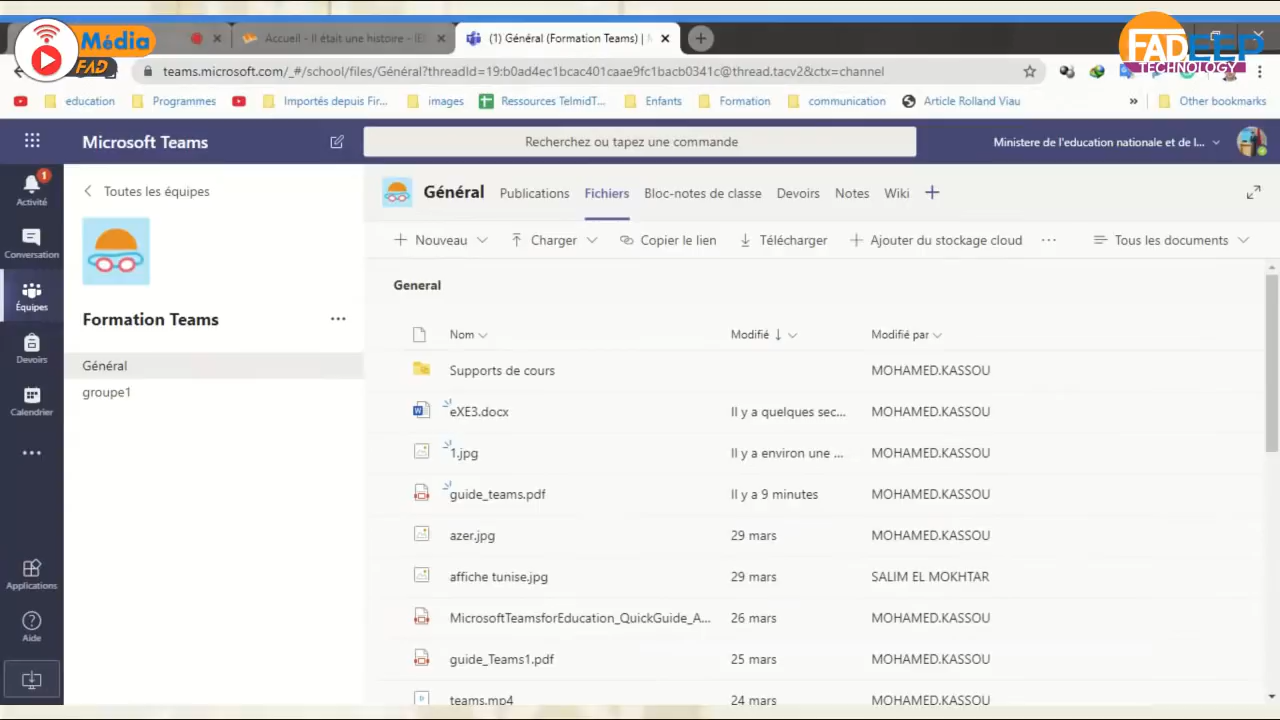 Média
FAD
Accueil - Il était une histoire - IE
(1) Général (Formation Teams) | M
FADEEP
TECHNOLOGY
teams.microsoft.com/_#/school/files/Général?threadId=19:b0ad4ec1bcac401caae9fc1bacb0341c@thread.tacv2&ctx=channel
education
Programmes
Importés depuis Fir...
images
Ressources TelmidT...
Enfants
Formation
communication
Article Rolland Viau
»
Other bookmarks
Microsoft Teams
Recherchez ou tapez une commande
Ministere de l'education nationale et de l...
1
Activité
Conversation
Équipes
Devoirs
Calendrier
Applications
Aide
Toutes les équipes
Formation Teams
Général
groupe1
Général Publications Fichiers Bloc-notes de classe Devoirs Notes Wiki +
+ Nouveau Charger Copier le lien Télécharger + Ajouter du stockage cloud ... Tous les documents
General
Nom Modifié ↓ Modifié par
Supports de cours MOHAMED.KASSOU
eXE3.docx Il y a quelques sec... MOHAMED.KASSOU
1.jpg Il y a environ une ... MOHAMED.KASSOU
guide_teams.pdf Il y a 9 minutes MOHAMED.KASSOU
azer.jpg 29 mars MOHAMED.KASSOU
affiche tunise.jpg 29 mars SALIM EL MOKHTAR
MicrosoftTeamsforEducation_QuickGuide_A... 26 mars MOHAMED.KASSOU
guide_Teams1.pdf 25 mars MOHAMED.KASSOU
teams.mp4 24 mars MOHAMED.KASSOU